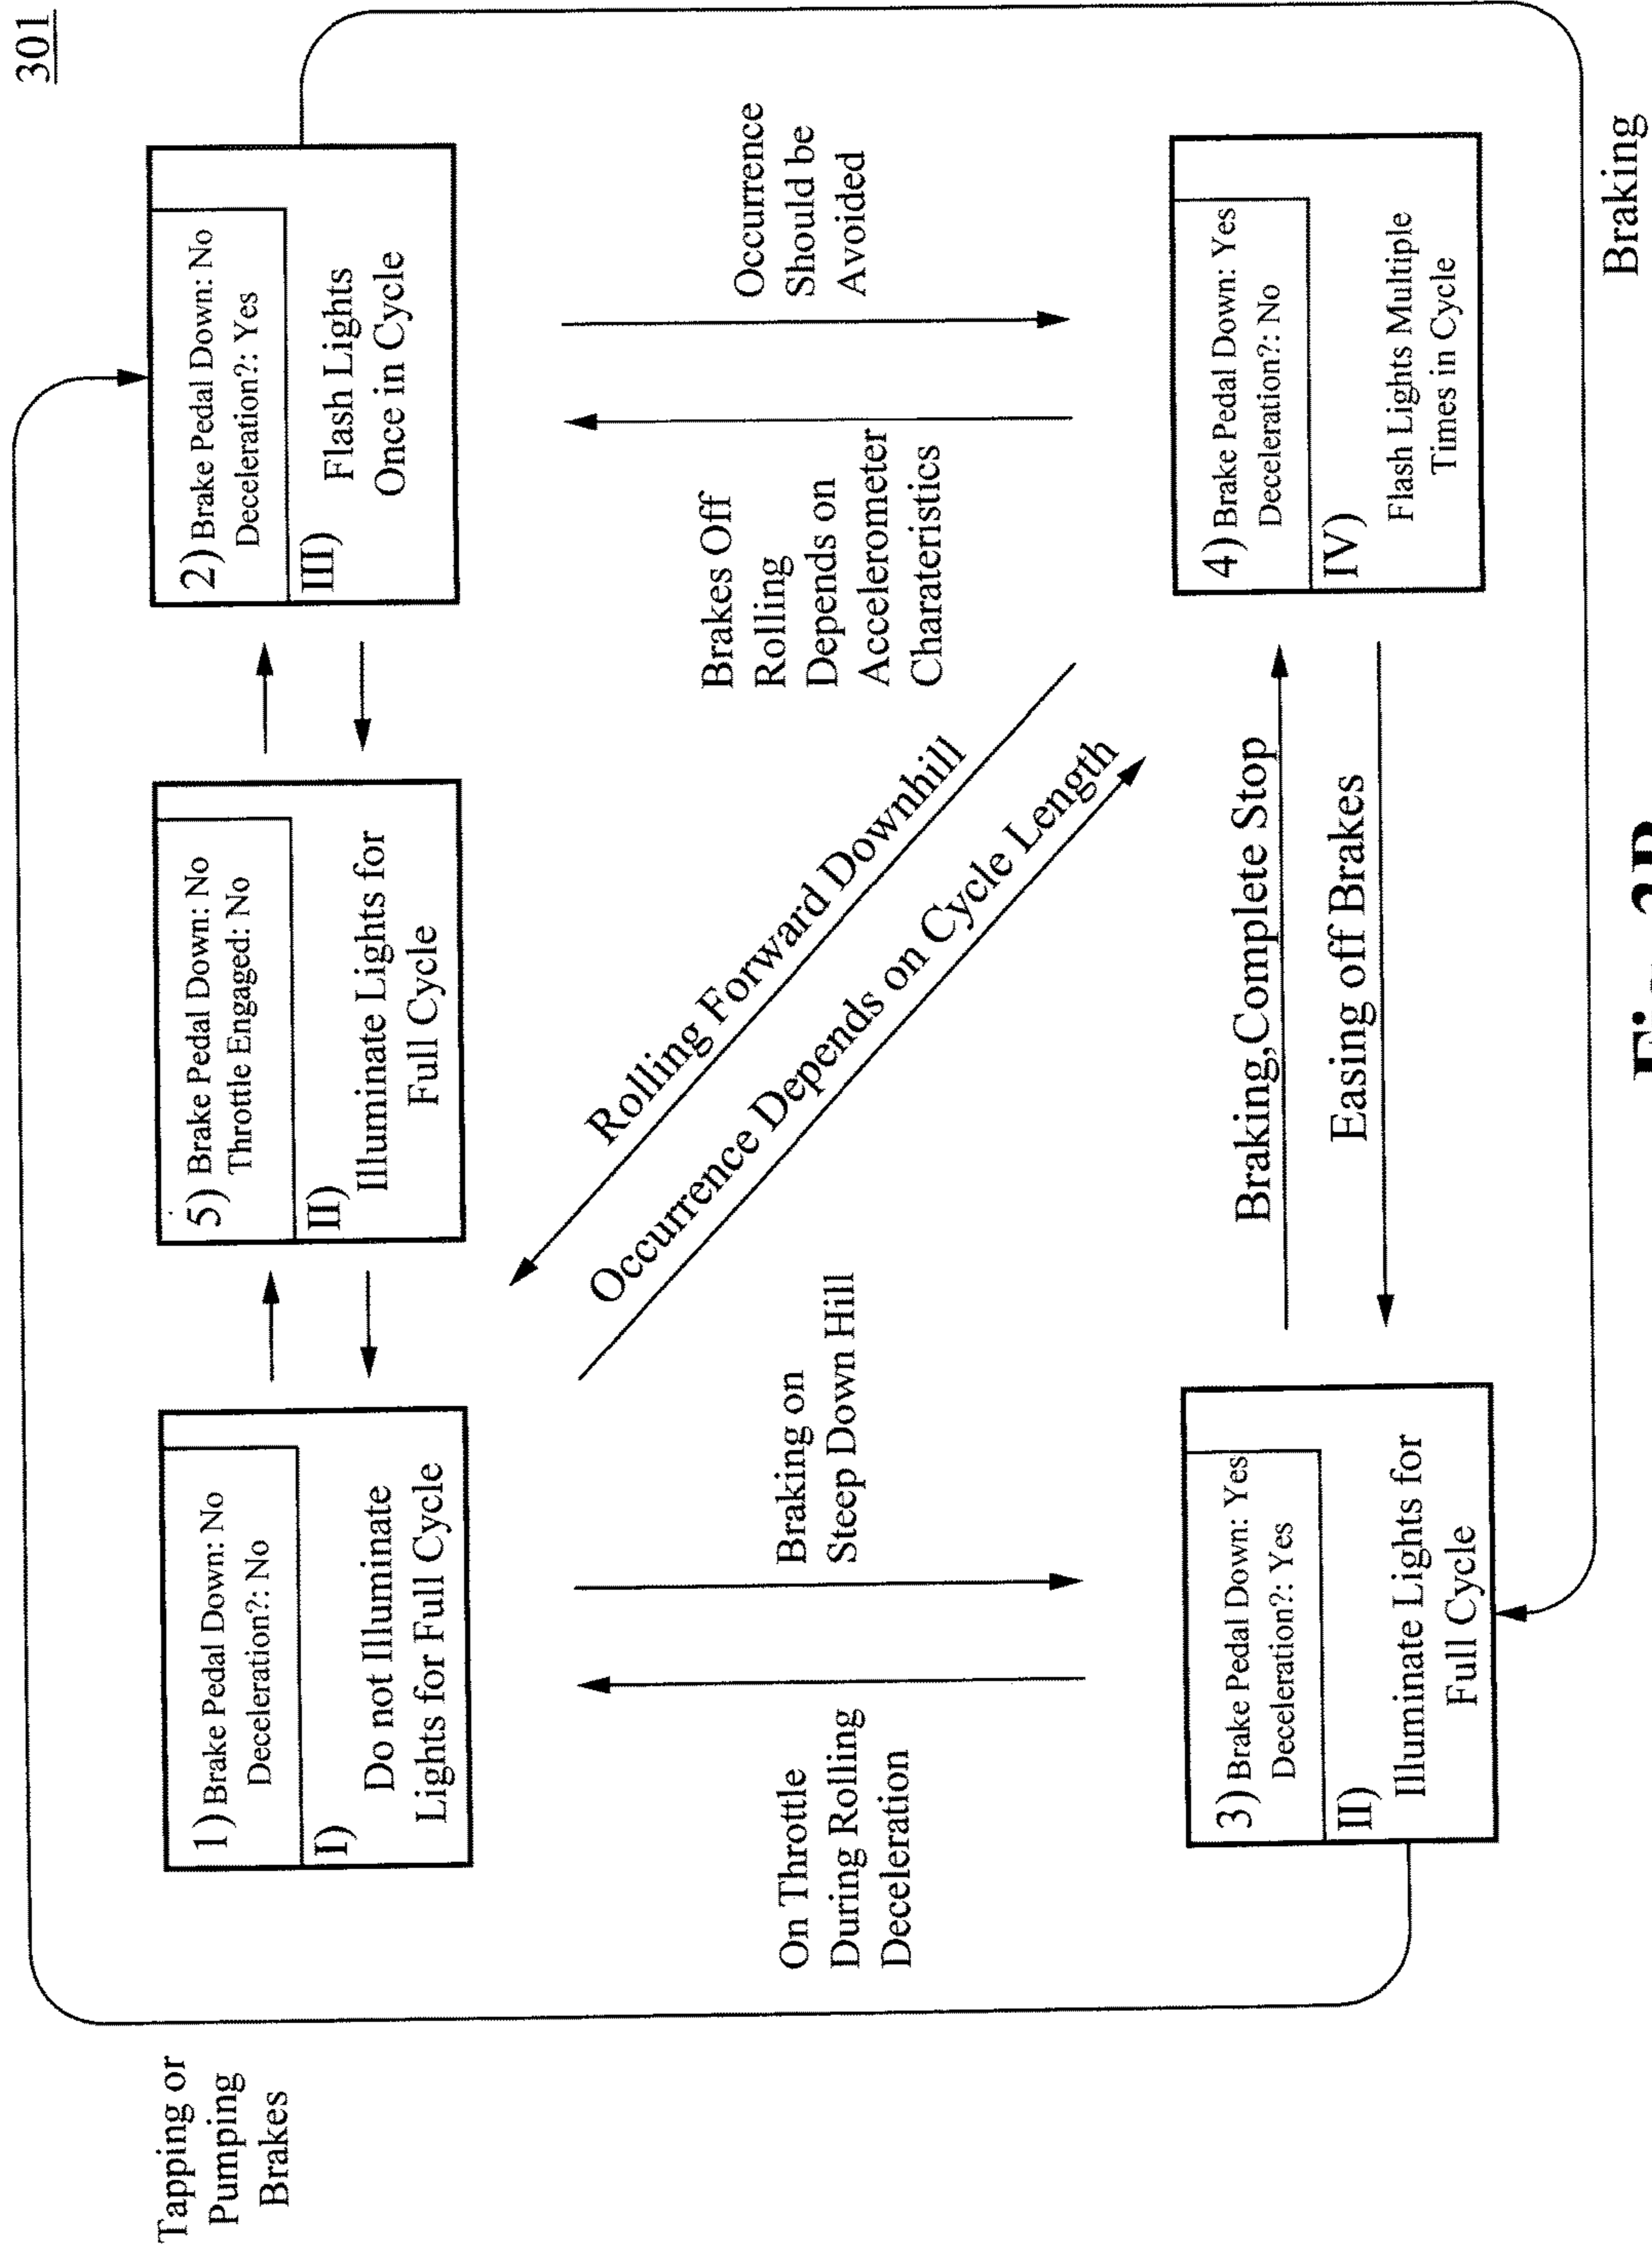 301
Tapping or
Pumping
Brakes
1) Brake Pedal Down: No
Deceleration?: No
I)
Do not Illuminate
Lights for Full Cycle
5) Brake Pedal Down: No
Throttle Engaged: No
II)
Illuminate Lights for
Full Cycle
2) Brake Pedal Down: No
Deceleration?: Yes
III)
Flash Lights
Once in Cycle
On Throttle
During Rolling
Deceleration
Braking on
Steep Down Hill
Rolling Forward Downhill
Occurrence Depends on Cycle Length
Brakes Off
Rolling
Depends on
Accelerometer
Charateristics
Occurrence
Should be
Avoided
3) Brake Pedal Down: Yes
Deceleration?: Yes
II)
Illuminate Lights for
Full Cycle
Braking,Complete Stop
Easing off Brakes
4) Brake Pedal Down: Yes
Deceleration?: No
IV)
Flash Lights Multiple
Times in Cycle
Braking